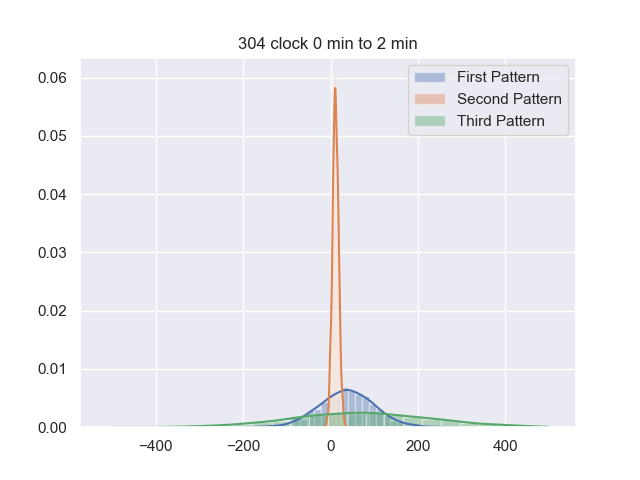 304 clock 0 min to 2 min
First Pattern
Second Pattern
Third Pattern
0.06
0.05
0.04
0.03
0.02
0.01
0.00
−400 −200 0 200 400